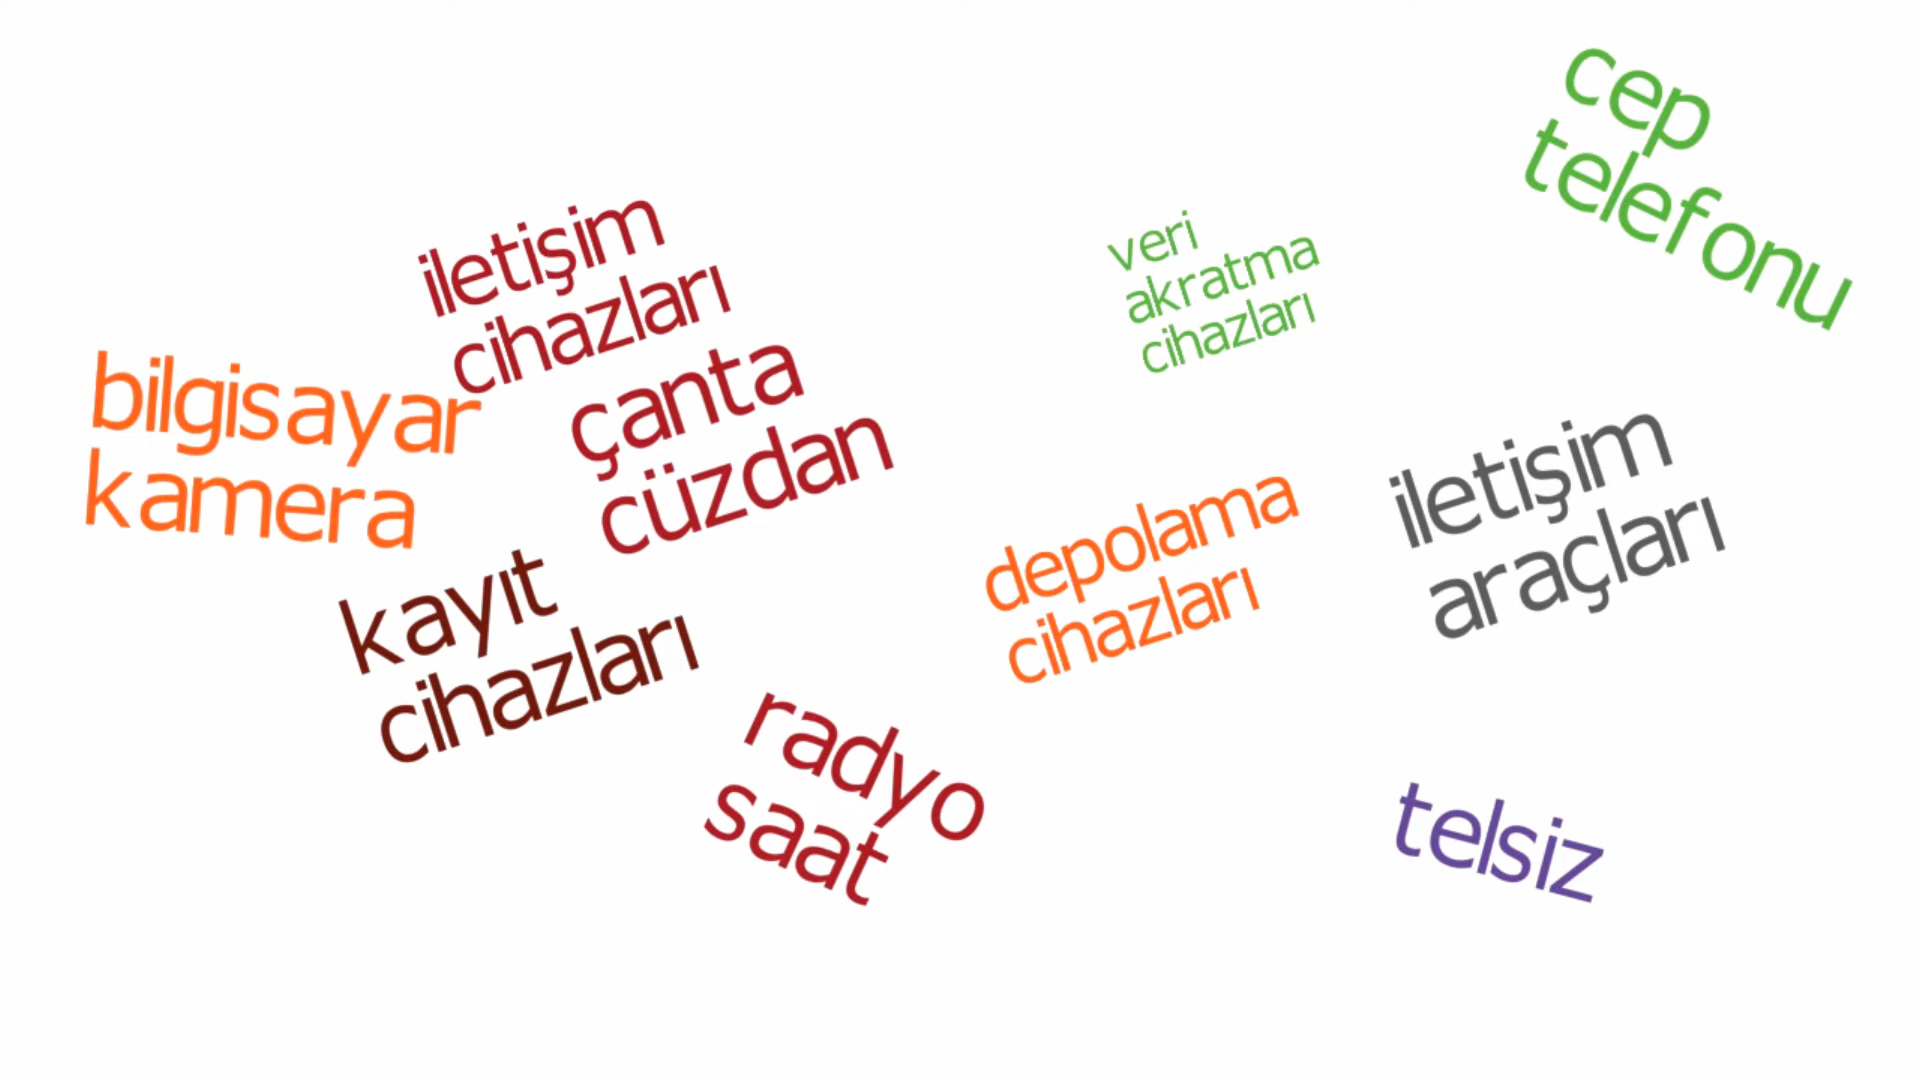 cep
telefonu
iletişim
cihazları
veri
akratma
cihazları
bilgisayar
kamera
çanta
cüzdan
iletişim
araçları
depolama
cihazları
kayıt
cihazları
radyo
saat
telsiz